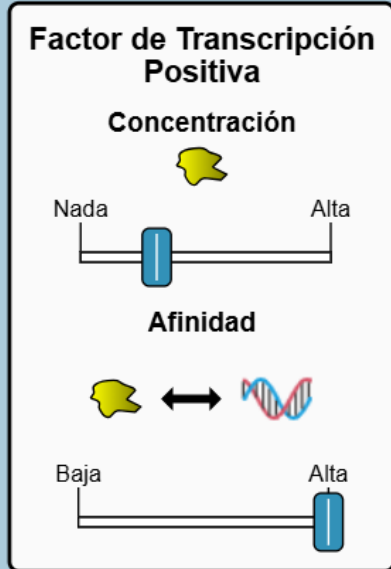 Factor de Transcripción
Positiva
Concentración
Nada Alta
Afinidad
Baja Alta